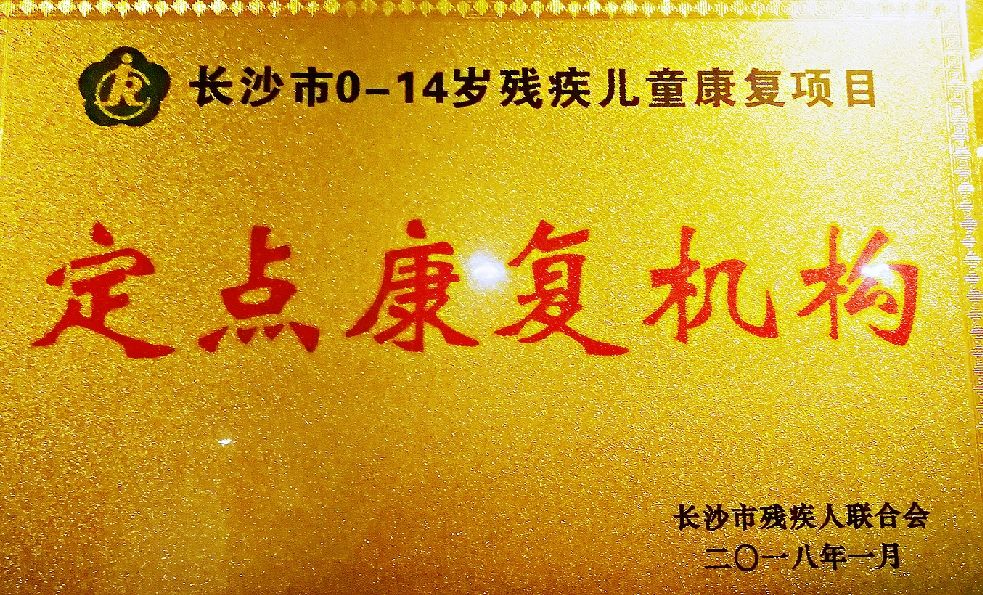 长沙市0-14岁残疾儿童康复项目
定点康复机构
长沙市残疾人联合会
二〇一八年一月